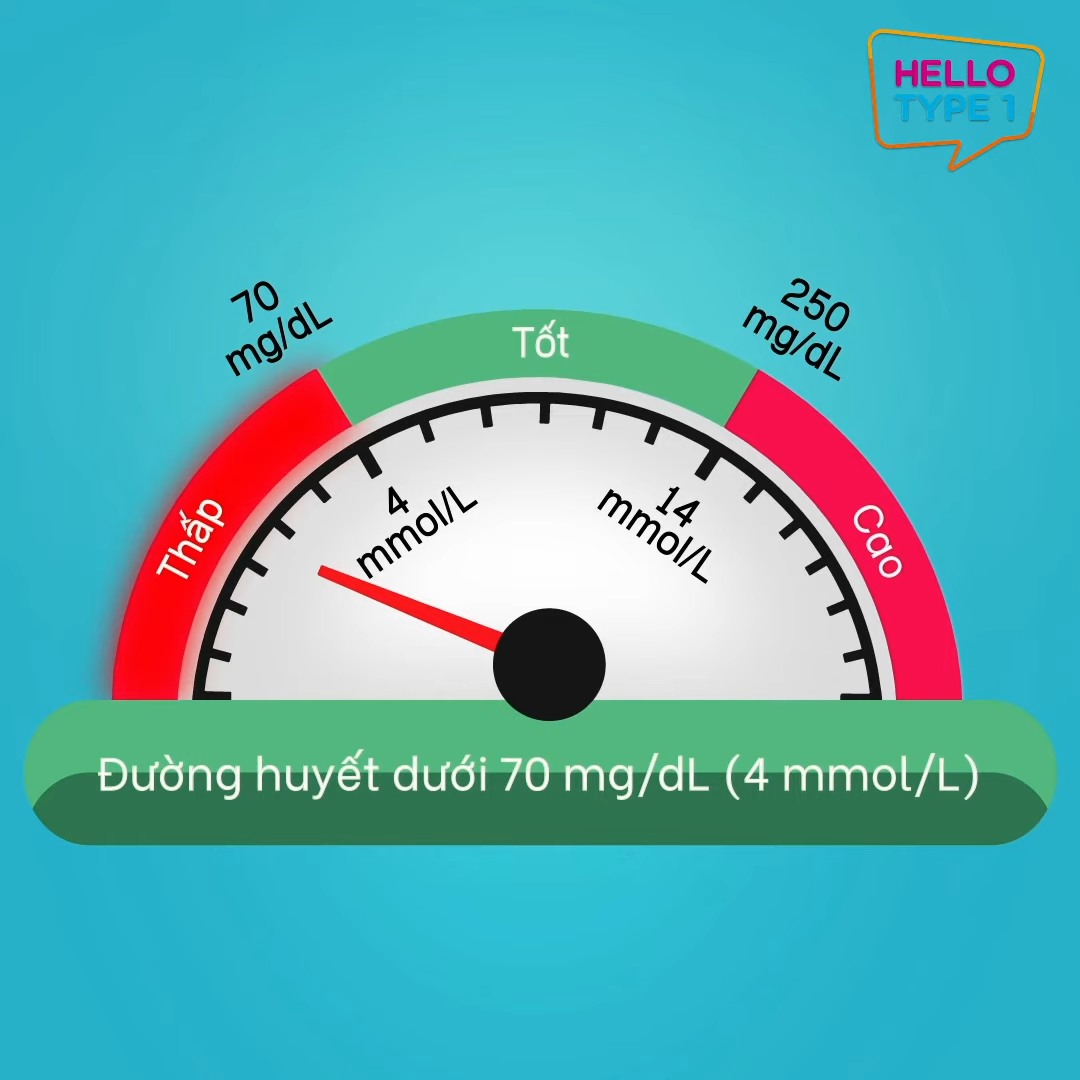 HELLO
TYPE 1
70
mg/dL
250
mg/dL
Tốt
Thấp
Cao
4
mmol/L
14
mmol/L
Đường huyết dưới 70 mg/dL (4 mmol/L)